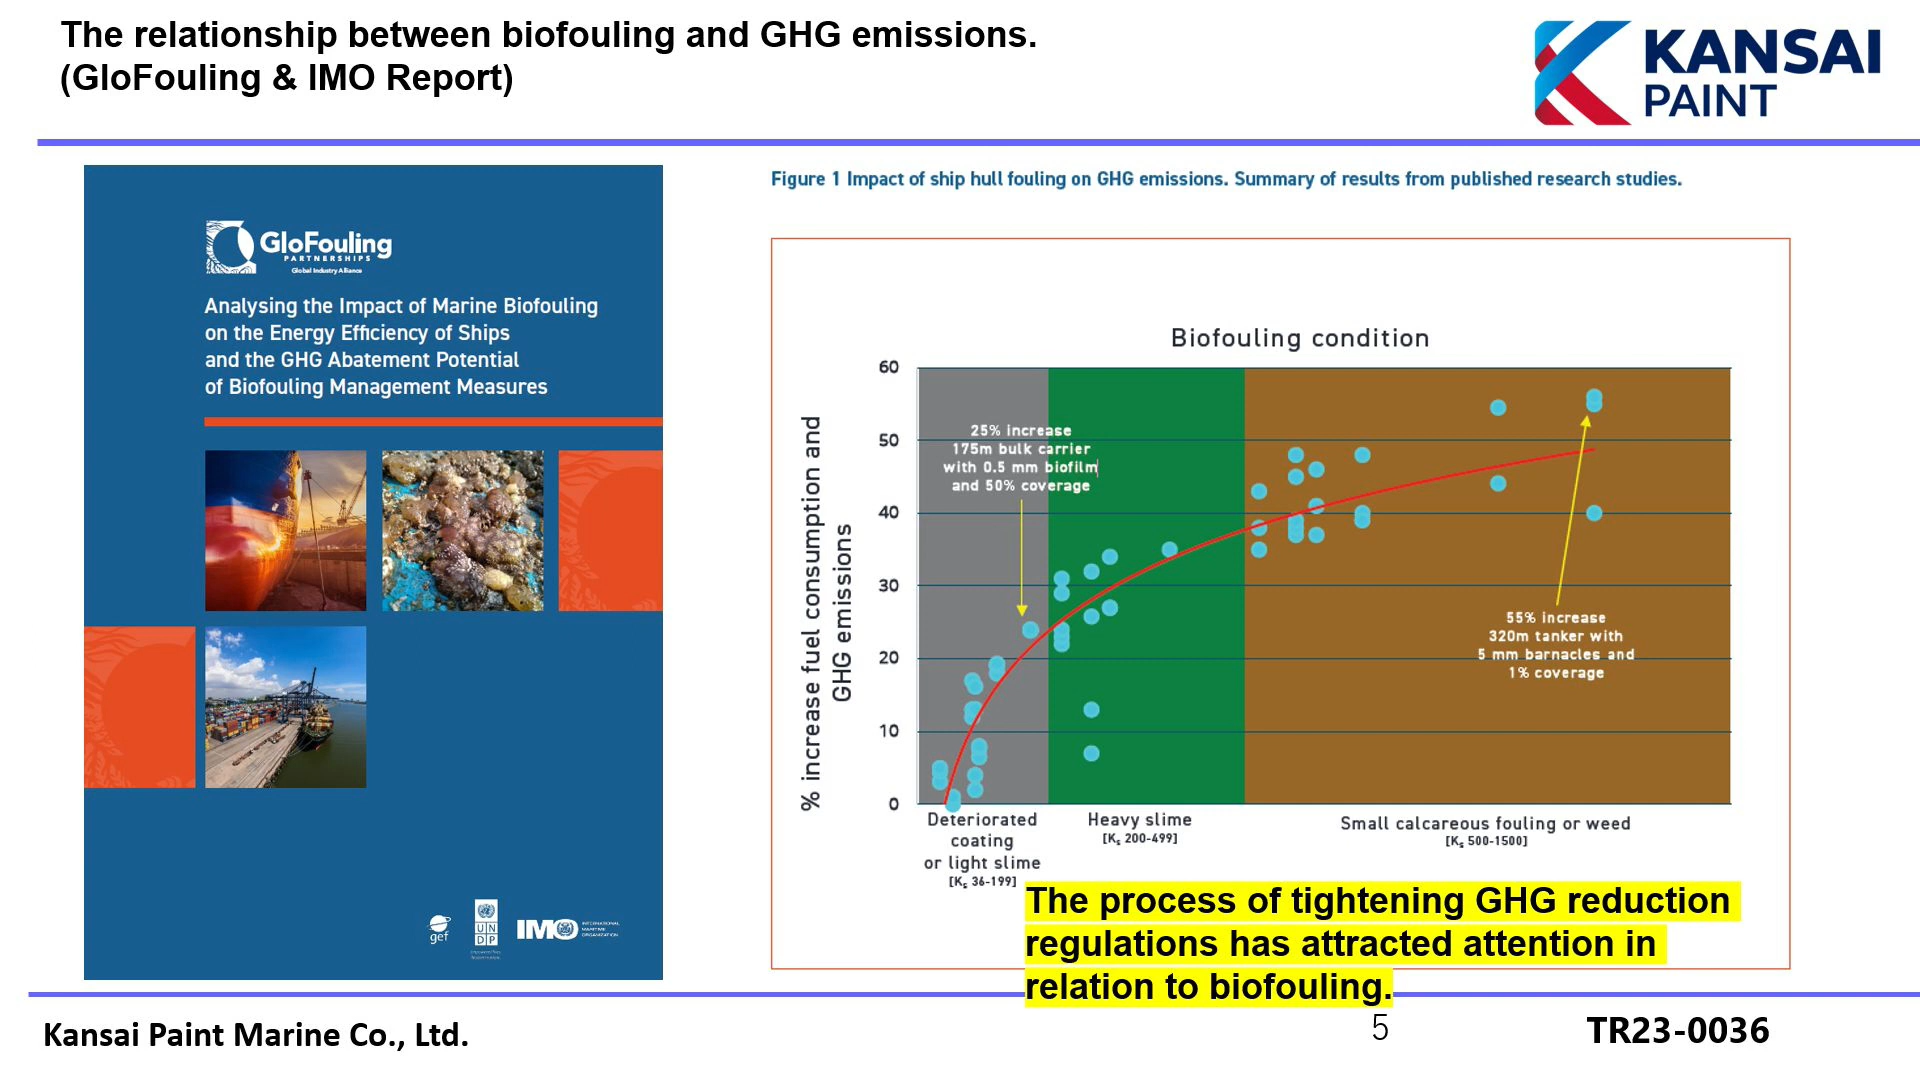 The relationship between biofouling and GHG emissions.
(GloFouling & IMO Report)
KANSAI
PAINT
GloFouling
PARTNERSHIPS
Global Industry Alliance
Analysing the Impact of Marine Biofouling
on the Energy Efficiency of Ships
and the GHG Abatement Potential
of Biofouling Management Measures
gef
UN
DP
IMO
INTERNATIONAL
MARITIME
ORGANIZATION
Figure 1 Impact of ship hull fouling on GHG emissions. Summary of results from published research studies.
Biofouling condition
% increase fuel consumption and
GHG emissions
60
50
40
30
20
10
0
25% increase
175m bulk carrier
with 0.5 mm biofilm
and 50% coverage
55% increase
320m tanker with
5 mm barnacles and
1% coverage
Deteriorated
coating
or light slime
[Ks 36-199]
Heavy slime
[Ks 200-499]
Small calcareous fouling or weed
[Ks 500-1500]
The process of tightening GHG reduction
regulations has attracted attention in
relation to biofouling.
Kansai Paint Marine Co., Ltd.
5
TR23-0036